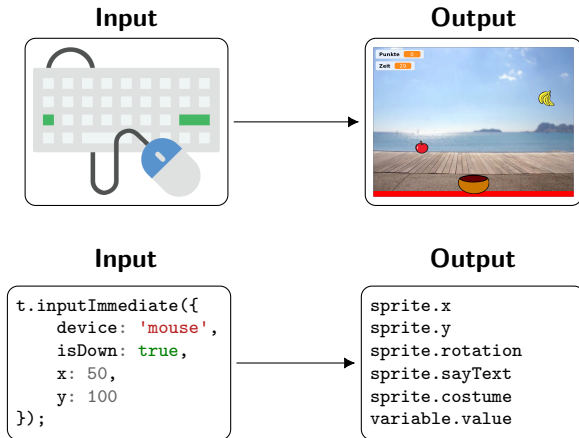 Input
Output
Punkte
Zeit
Input
Output
t.inputImmediate({
device: 'mouse',
isDown: true,
x: 50,
y: 100
});
sprite.x
sprite.y
sprite.rotation
sprite.sayText
sprite.costume
variable.value